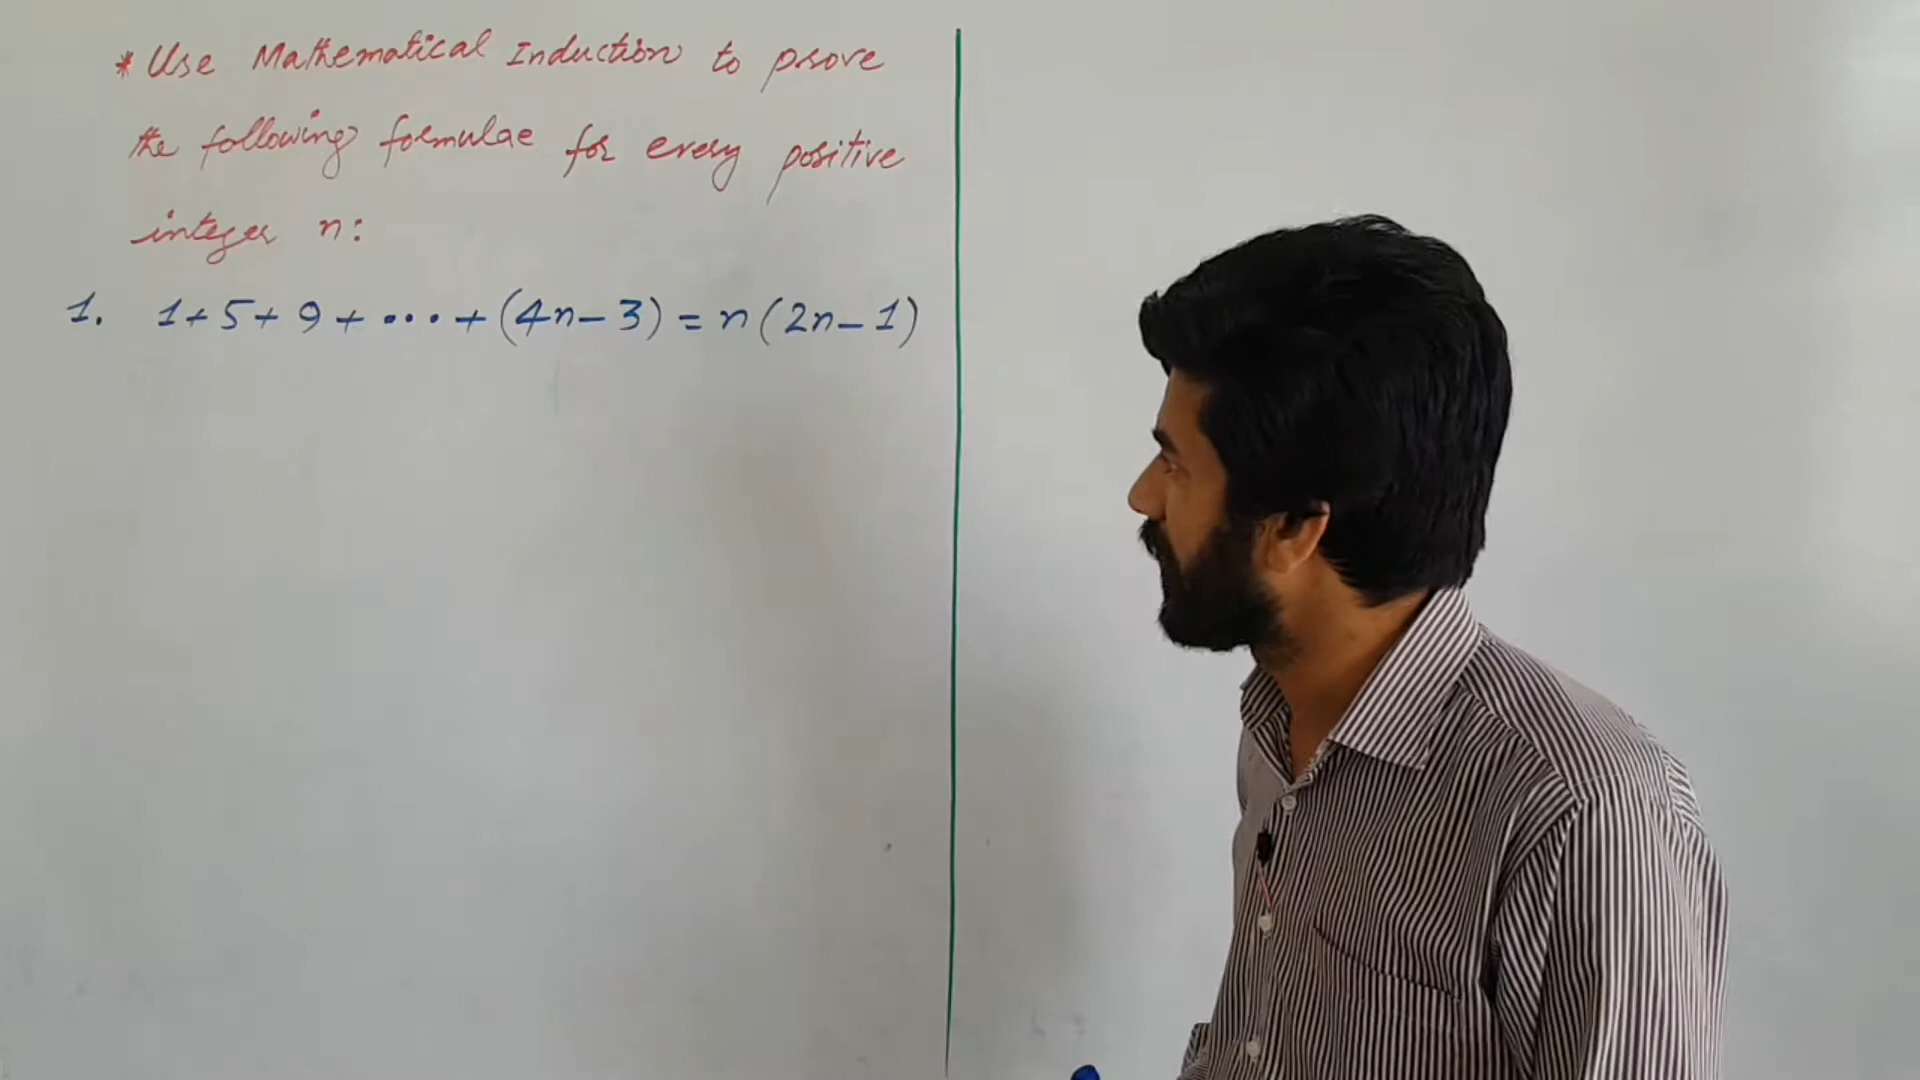 * Use Mathematical Induction to prove
the following formulae for every positive
integer n:
1. 1+5+9+...+(4n-3)=n(2n-1)